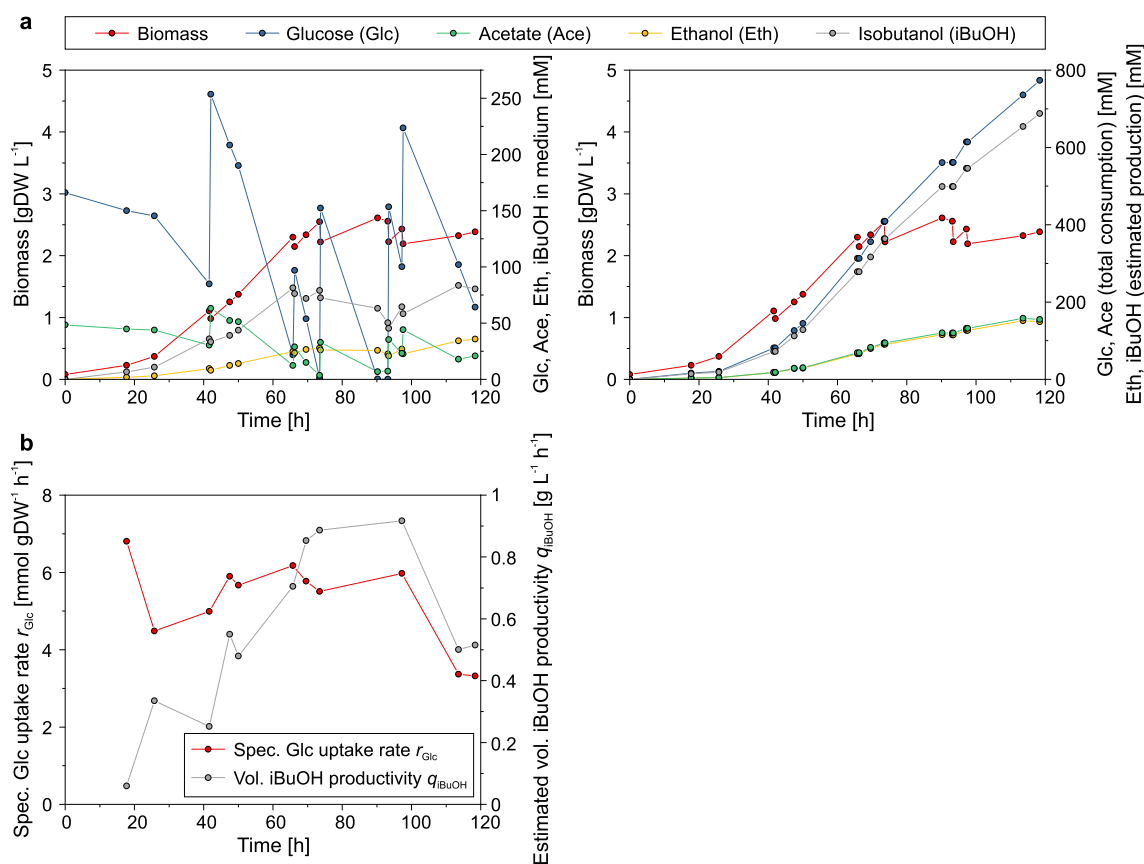 a
Biomass Glucose (Glc) Acetate (Ace) Ethanol (Eth) Isobutanol (iBuOH)
Biomass [gDW L⁻¹]
5
4
3
2
1
0
250
200
150
100
50
0
Glc, Ace, Eth, iBuOH in medium [mM]
0 20 40 60 80 100 120
Time [h]
Biomass [gDW L⁻¹]
5
4
3
2
1
0
800
600
400
200
0
Glc, Ace (total consumption) [mM]
Eth, iBuOH (estimated production) [mM]
0 20 40 60 80 100 120
Time [h]
b
Spec. Glc uptake rate r_Glc [mmol gDW⁻¹ h⁻¹]
8
6
4
2
0
1
0.8
0.6
0.4
0.2
0
Estimated vol. iBuOH productivity q_iBuOH [g L⁻¹ h⁻¹]
Spec. Glc uptake rate r_Glc
Vol. iBuOH productivity q_iBuOH
0 20 40 60 80 100 120
Time [h]